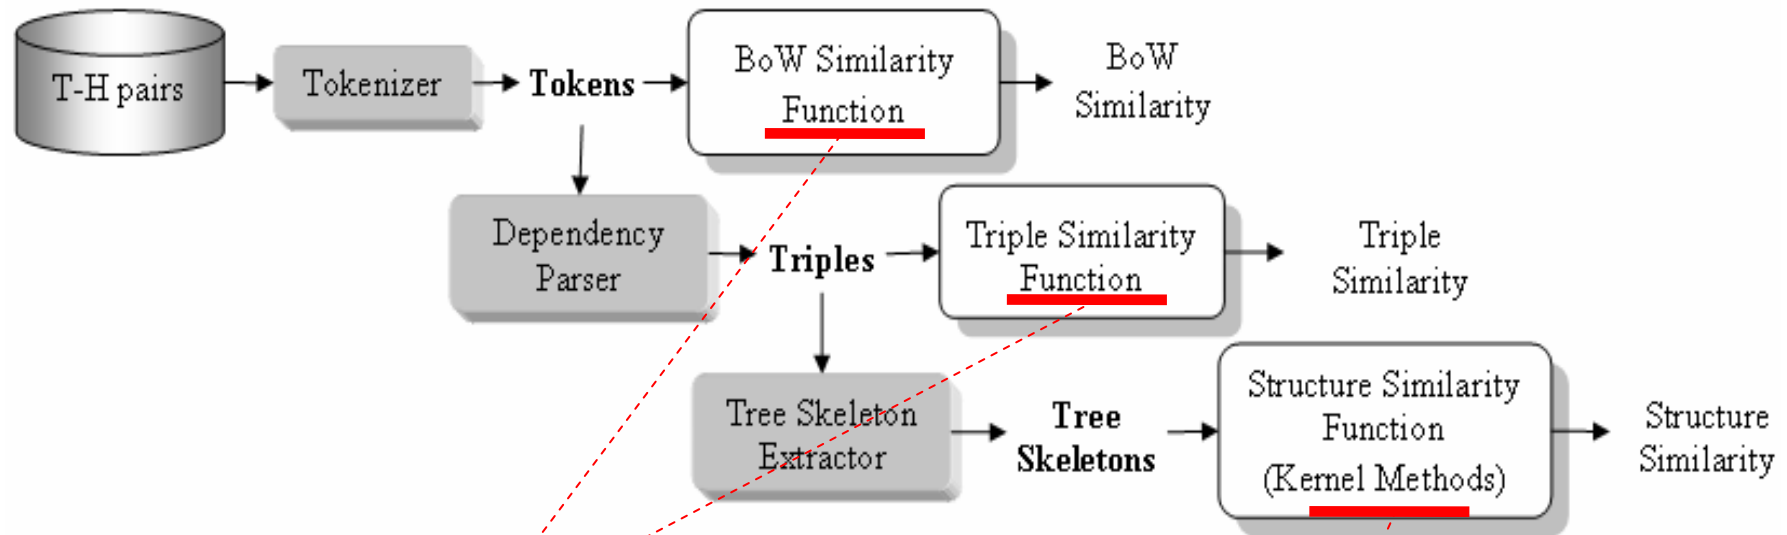 T-H pairs
Tokenizer
Tokens
BoW Similarity
Function
BoW
Similarity
Dependency
Parser
Triples
Triple Similarity
Function
Triple
Similarity
Tree Skeleton
Extractor
Tree
Skeletons
Structure Similarity
Function
(Kernel Methods)
Structure
Similarity